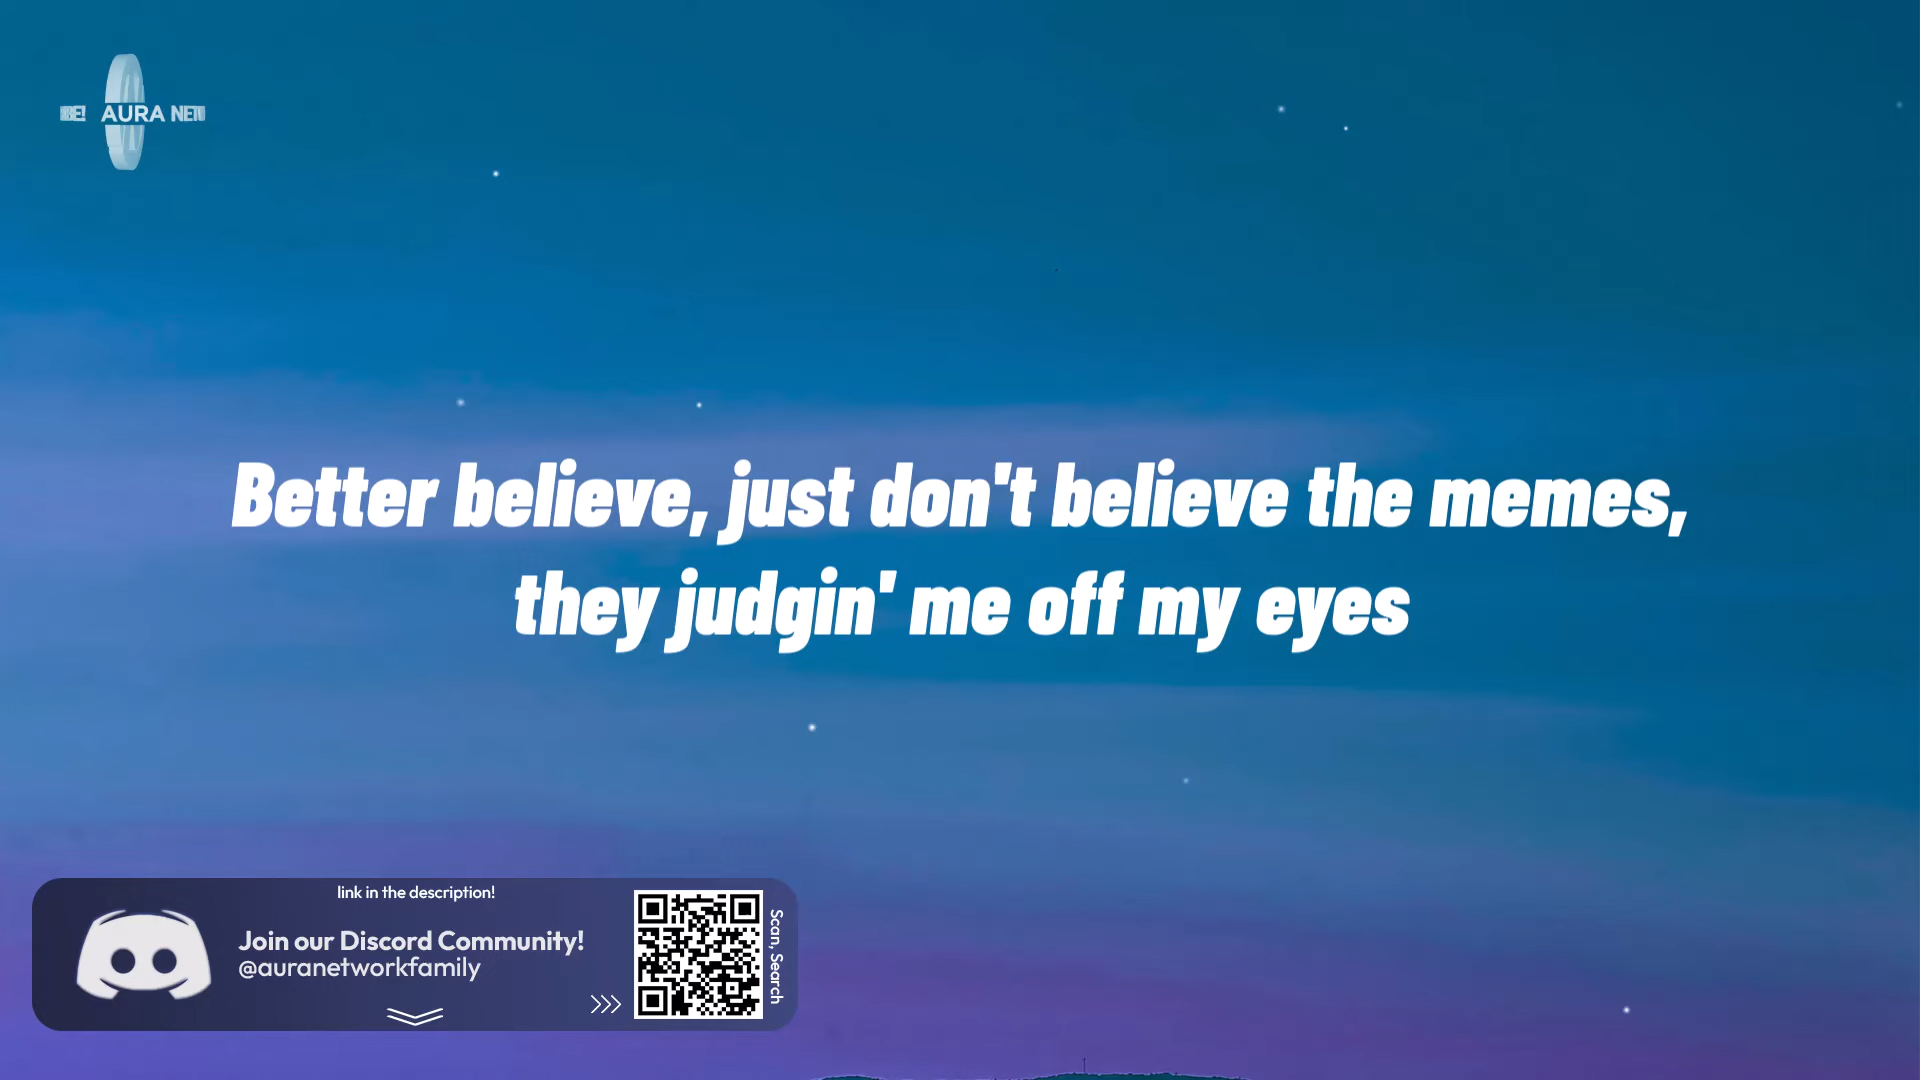 AURA NET
Better believe, just don't believe the memes,
they judgin' me off my eyes
link in the description!
Join our Discord Community!
@auranetworkfamily
Scan, Search